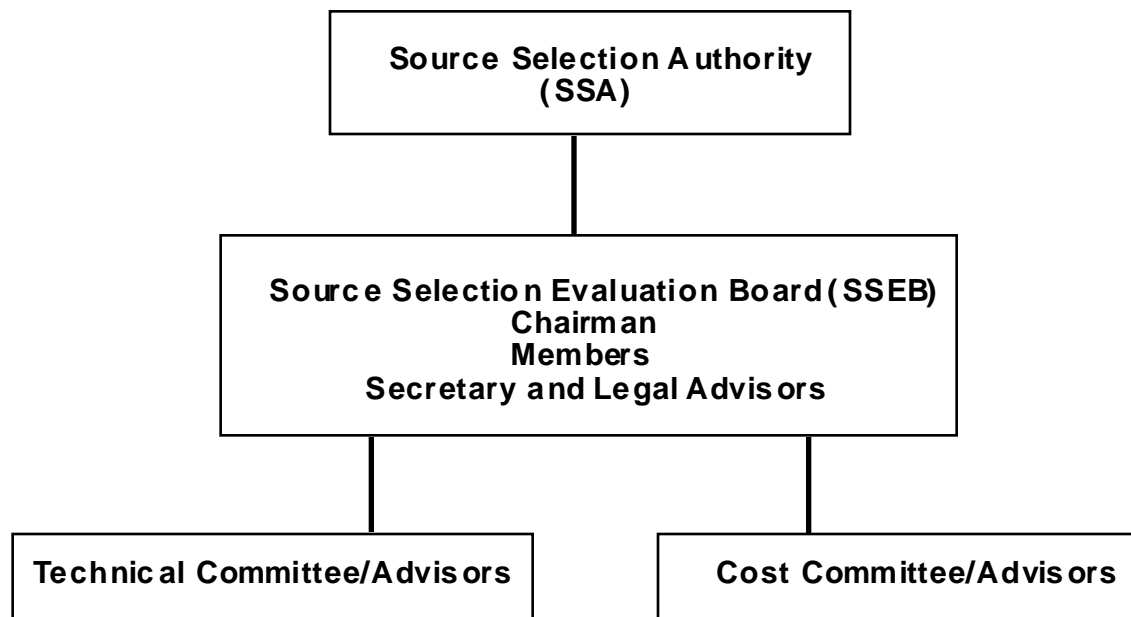 Source Selection Authority
(SSA)
Source Selection Evaluation Board (SSEB)
Chairman
Members
Secretary and Legal Advisors
Technical Committee/Advisors
Cost Committee/Advisors